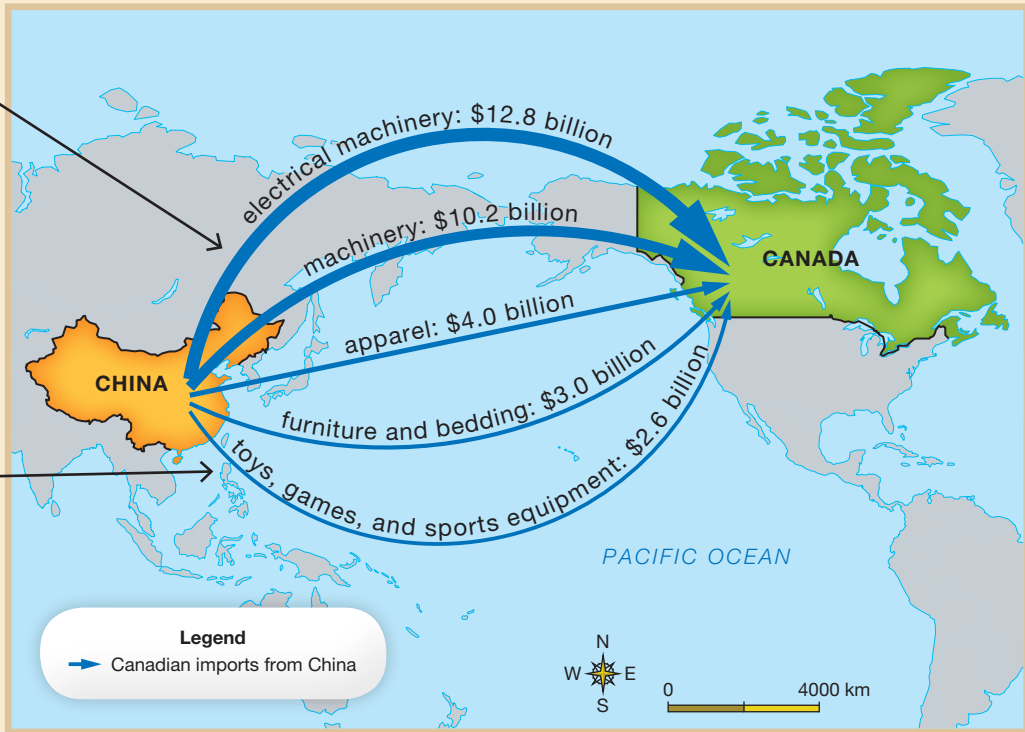 electrical machinery: $12.8 billion
machinery: $10.2 billion
CANADA
apparel: $4.0 billion
CHINA
furniture and bedding: $3.0 billion
toys, games, and sports equipment: $2.6 billion
PACIFIC OCEAN
Legend
Canadian imports from China
N
W E
S
0 4000 km